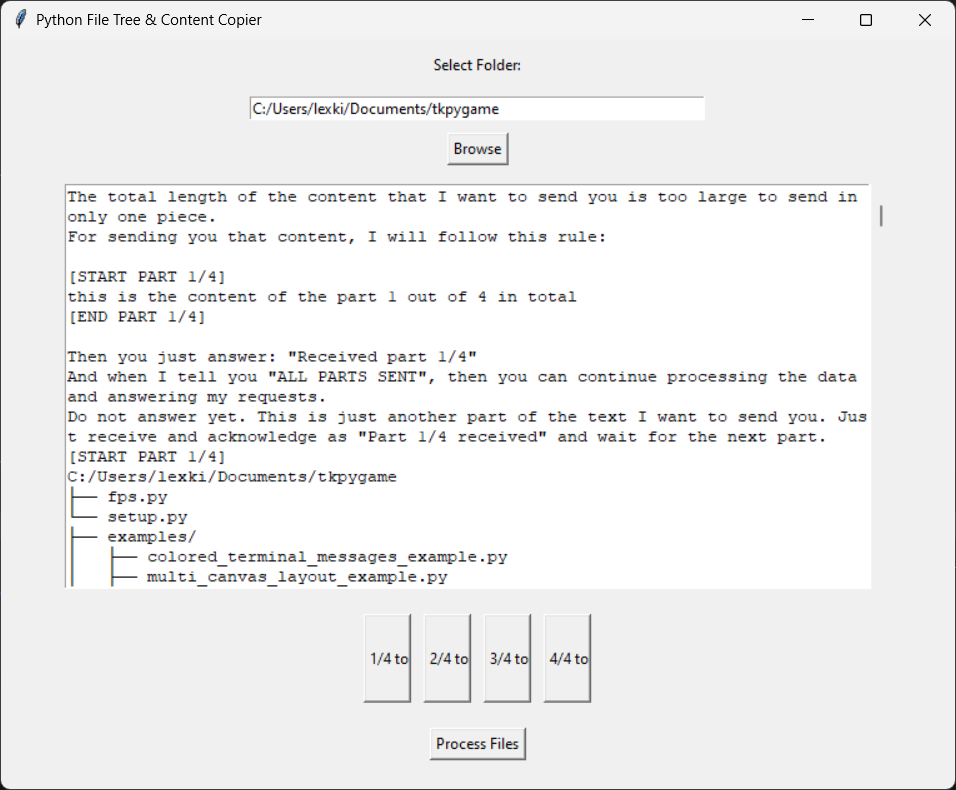 Python File Tree & Content Copier
Select Folder:
C:/Users/lexki/Documents/tkpygame
Browse
The total length of the content that I want to send you is too large to send in
only one piece.
For sending you that content, I will follow this rule:
[START PART 1/4]
this is the content of the part 1 out of 4 in total
[END PART 1/4]
Then you just answer: "Received part 1/4"
And when I tell you "ALL PARTS SENT", then you can continue processing the data
and answering my requests.
Do not answer yet. This is just another part of the text I want to send you. Jus
t receive and acknowledge as "Part 1/4 received" and wait for the next part.
[START PART 1/4]
C:/Users/lexki/Documents/tkpygame
├── fps.py
└── setup.py
├── examples/
│   ├── colored_terminal_messages_example.py
│   ├── multi_canvas_layout_example.py
1/4 to
2/4 to
3/4 to
4/4 to
Process Files